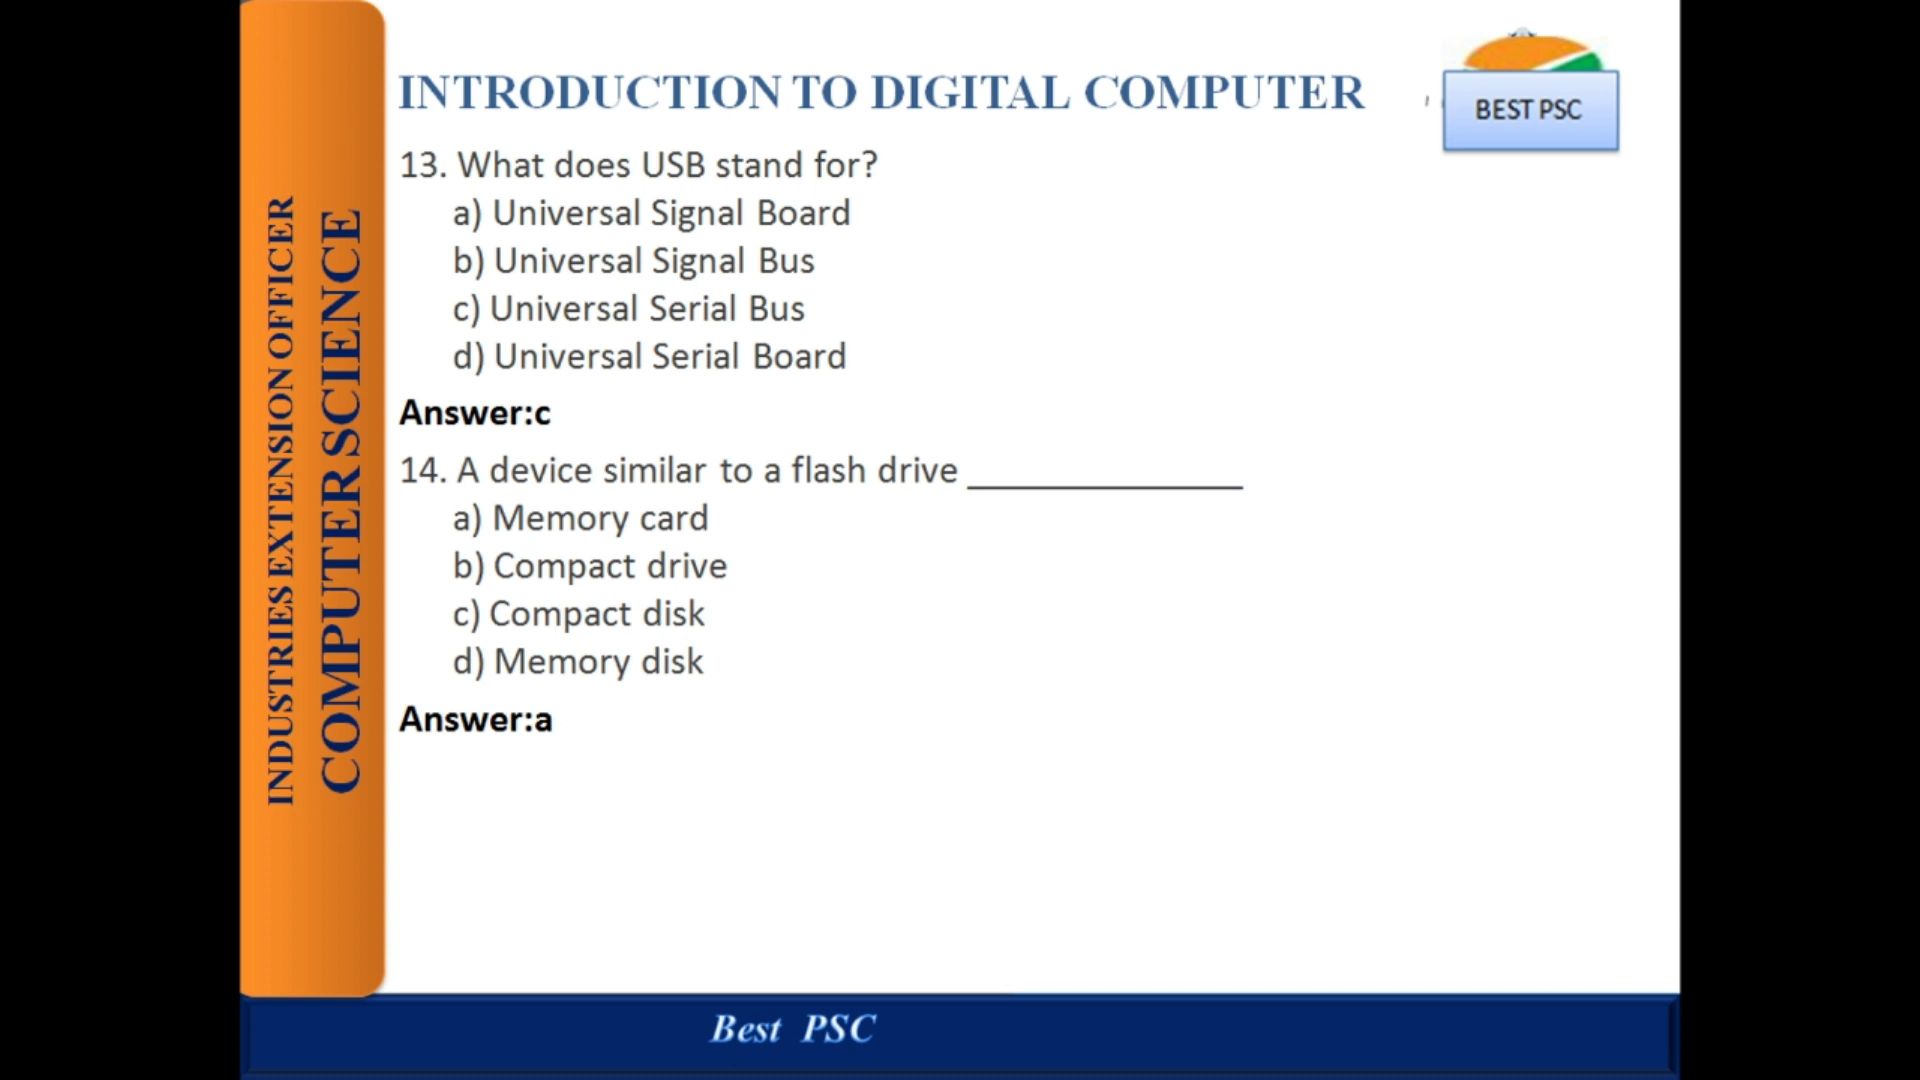 INDUSTRIES EXTENSION OFFICER
COMPUTER SCIENCE
INTRODUCTION TO DIGITAL COMPUTER
BEST PSC
13. What does USB stand for?
a) Universal Signal Board
b) Universal Signal Bus
c) Universal Serial Bus
d) Universal Serial Board
Answer:c
14. A device similar to a flash drive _______________
a) Memory card
b) Compact drive
c) Compact disk
d) Memory disk
Answer:a
Best PSC